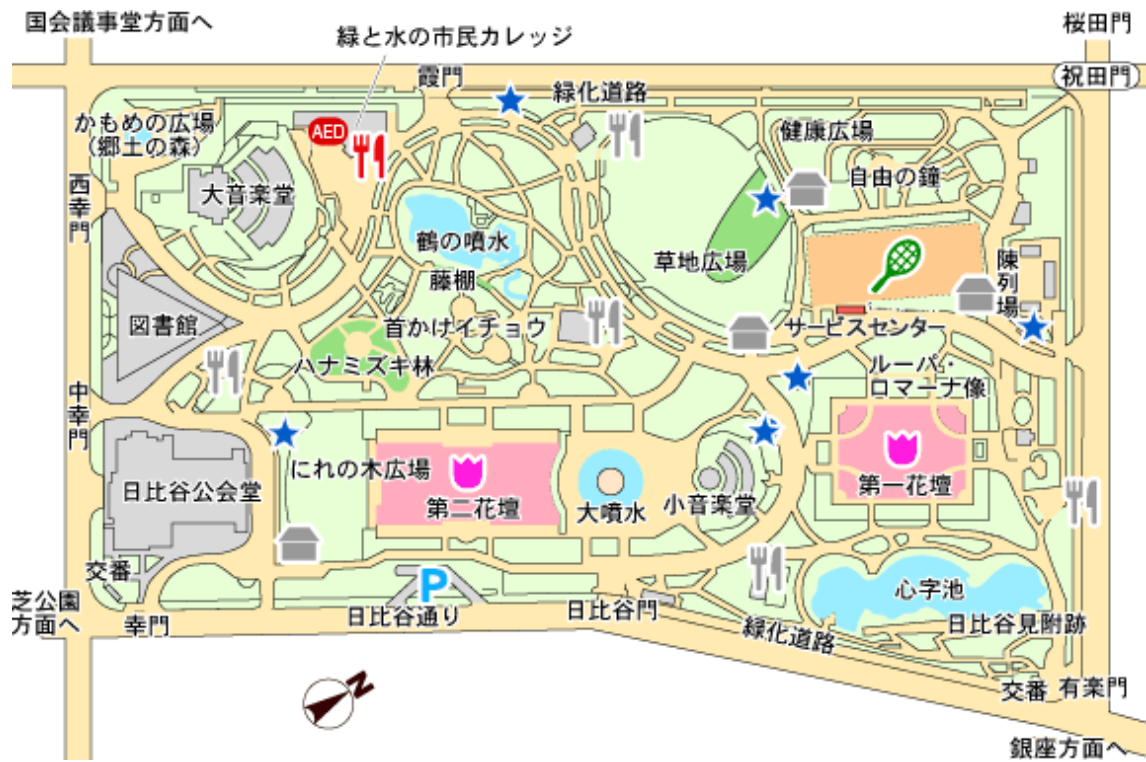 国会議事堂方面へ
桜田門
緑と水の市民カレッジ
霞門
祝田門
緑化道路
かもめの広場
（郷土の森）
AED
健康広場
西幸門
大音楽堂
自由の鐘
鶴の噴水
草地広場
陳列場
藤棚
図書館
首かけイチョウ
サービスセンター
ハナミズキ林
ルーパ・
ロマーナ像
中幸門
にれの木広場
日比谷公会堂
第二花壇
大噴水
小音楽堂
第一花壇
交番
P
心字池
芝公園
方面へ
幸門
日比谷通り
日比谷門
緑化道路
日比谷見附跡
N
交番
有楽門
銀座方面へ